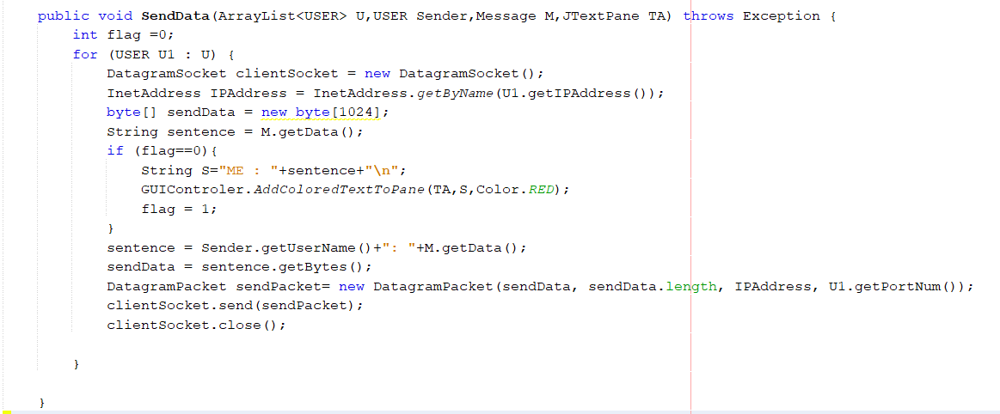 public void SendData(ArrayList<USER> U,USER Sender,Message M,JTextPane TA) throws Exception {
    int flag =0;
    for (USER U1 : U) {
        DatagramSocket clientSocket = new DatagramSocket();
        InetAddress IPAddress = InetAddress.getByName(U1.getIPAddress());
        byte[] sendData = new byte[1024];
        String sentence = M.getData();
        if (flag==0){
            String S="ME : "+sentence+"\n";
            GUIControler.AddColoredTextToPane(TA,S,Color.RED);
            flag = 1;
        }
        sentence = Sender.getUserName()+": "+M.getData();
        sendData = sentence.getBytes();
        DatagramPacket sendPacket= new DatagramPacket(sendData, sendData.length, IPAddress, U1.getPortNum());
        clientSocket.send(sendPacket);
        clientSocket.close();
    }
}